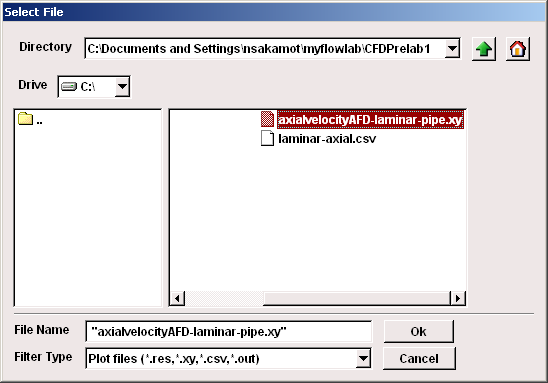 Select File
Directory C:\Documents and Settings\nsakamot\myflowlab\CFDPrelab1
Drive C:\
..
axialvelocityAFD-laminar-pipe.xy
laminar-axial.csv
File Name "axialvelocityAFD-laminar-pipe.xy" Ok
Filter Type Plot files (*.res,*.xy,*.csv,*.out) Cancel